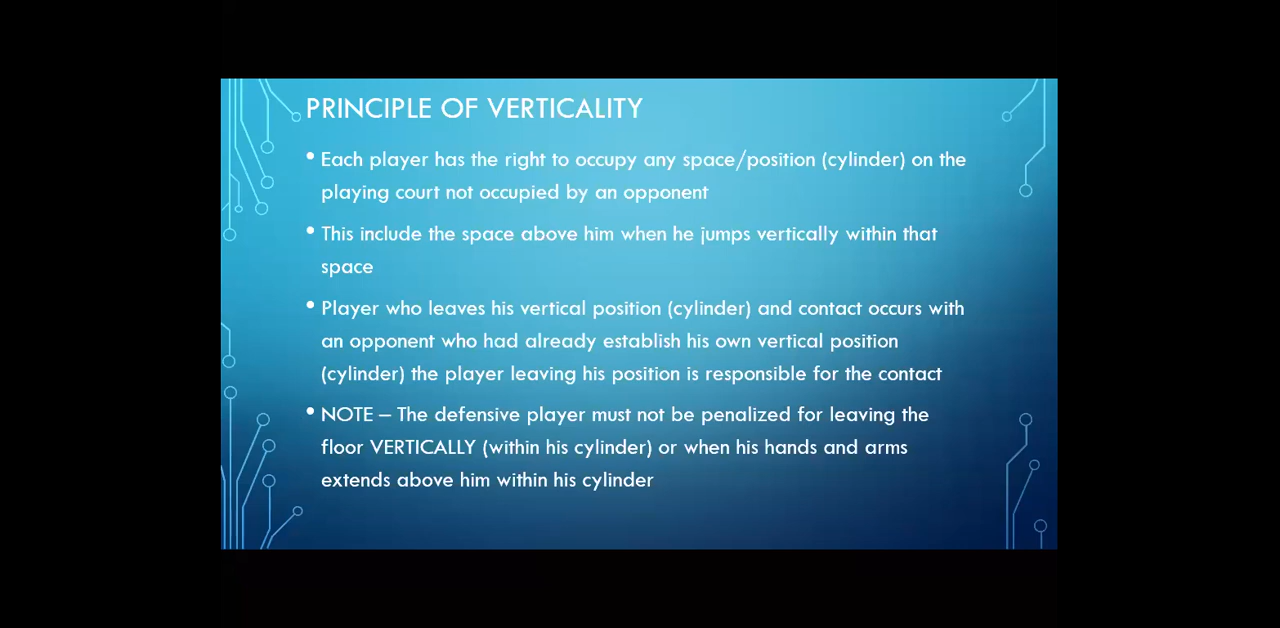 PRINCIPLE OF VERTICALITY
• Each player has the right to occupy any space/position (cylinder) on the
playing court not occupied by an opponent
• This include the space above him when he jumps vertically within that
space
• Player who leaves his vertical position (cylinder) and contact occurs with
an opponent who had already establish his own vertical position
(cylinder) the player leaving his position is responsible for the contact
• NOTE – The defensive player must not be penalized for leaving the
floor VERTICALLY (within his cylinder) or when his hands and arms
extends above him within his cylinder